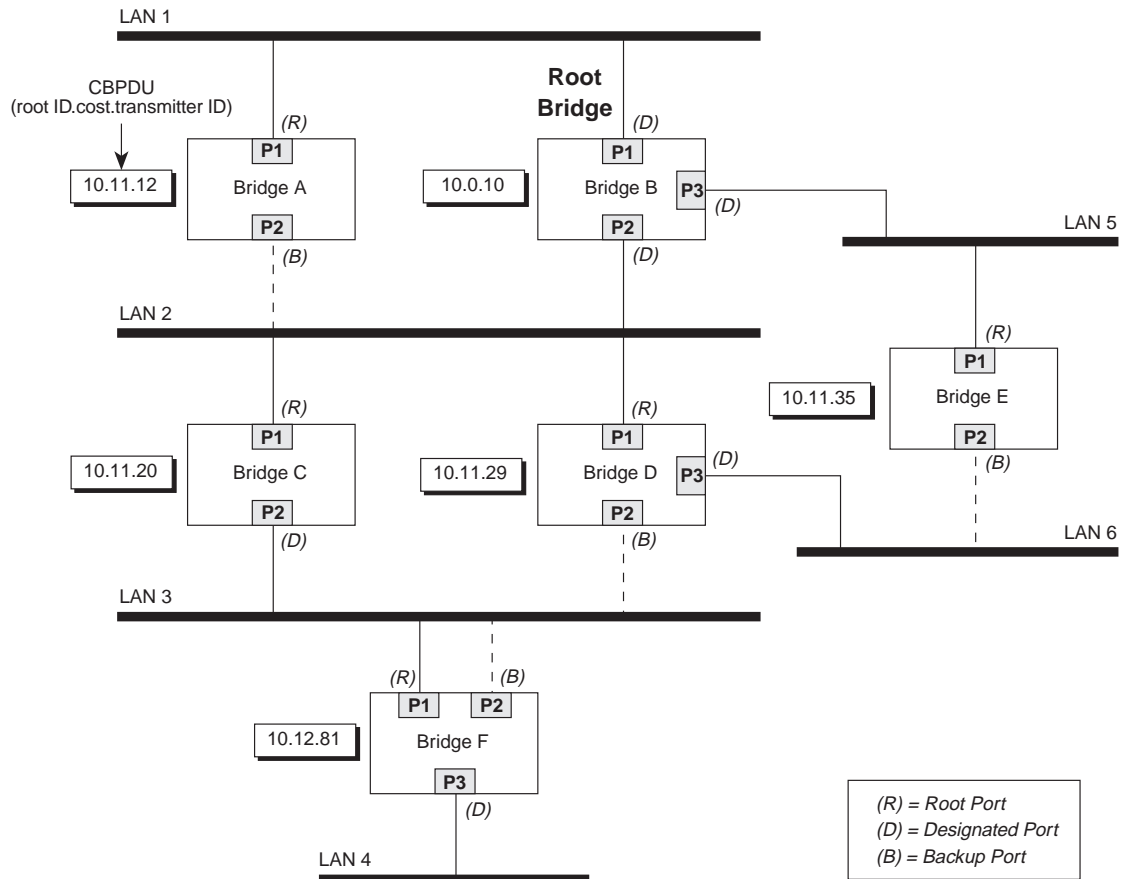 LAN 1
CBPDU
(root ID.cost.transmitter ID)
Root
Bridge
(R)
(D)
P1
P1
10.11.12
Bridge A
10.0.10
Bridge B
P3
(D)
P2
P2
(B)
(D)
LAN 5
LAN 2
(R)
P1
10.11.35
Bridge E
P2
(B)
(R)
(R)
P1
P1
10.11.20
Bridge C
10.11.29
Bridge D
P3
(D)
P2
P2
(D)
(B)
LAN 6
LAN 3
(R)
(B)
P1
P2
10.12.81
Bridge F
P3
(D)
LAN 4
(R) = Root Port
(D) = Designated Port
(B) = Backup Port